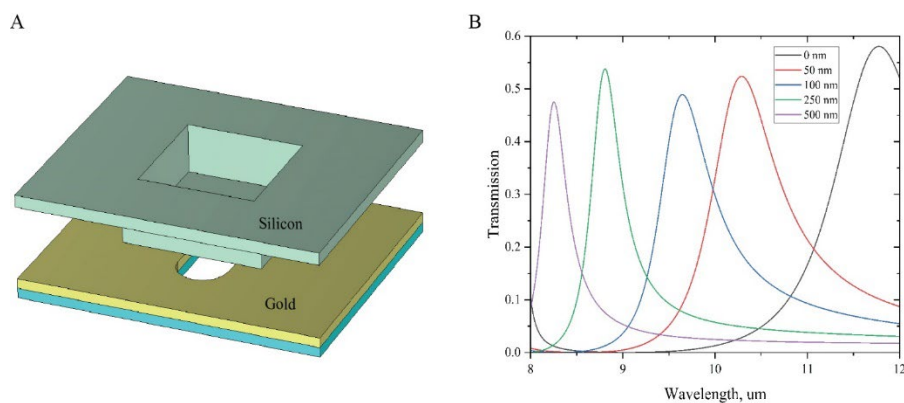 A
Silicon
Gold
B
0.6
0.5
0.4
0.3
0.2
0.1
0.0
Transmission
0 nm
50 nm
100 nm
250 nm
500 nm
8
9
10
11
12
Wavelength, um